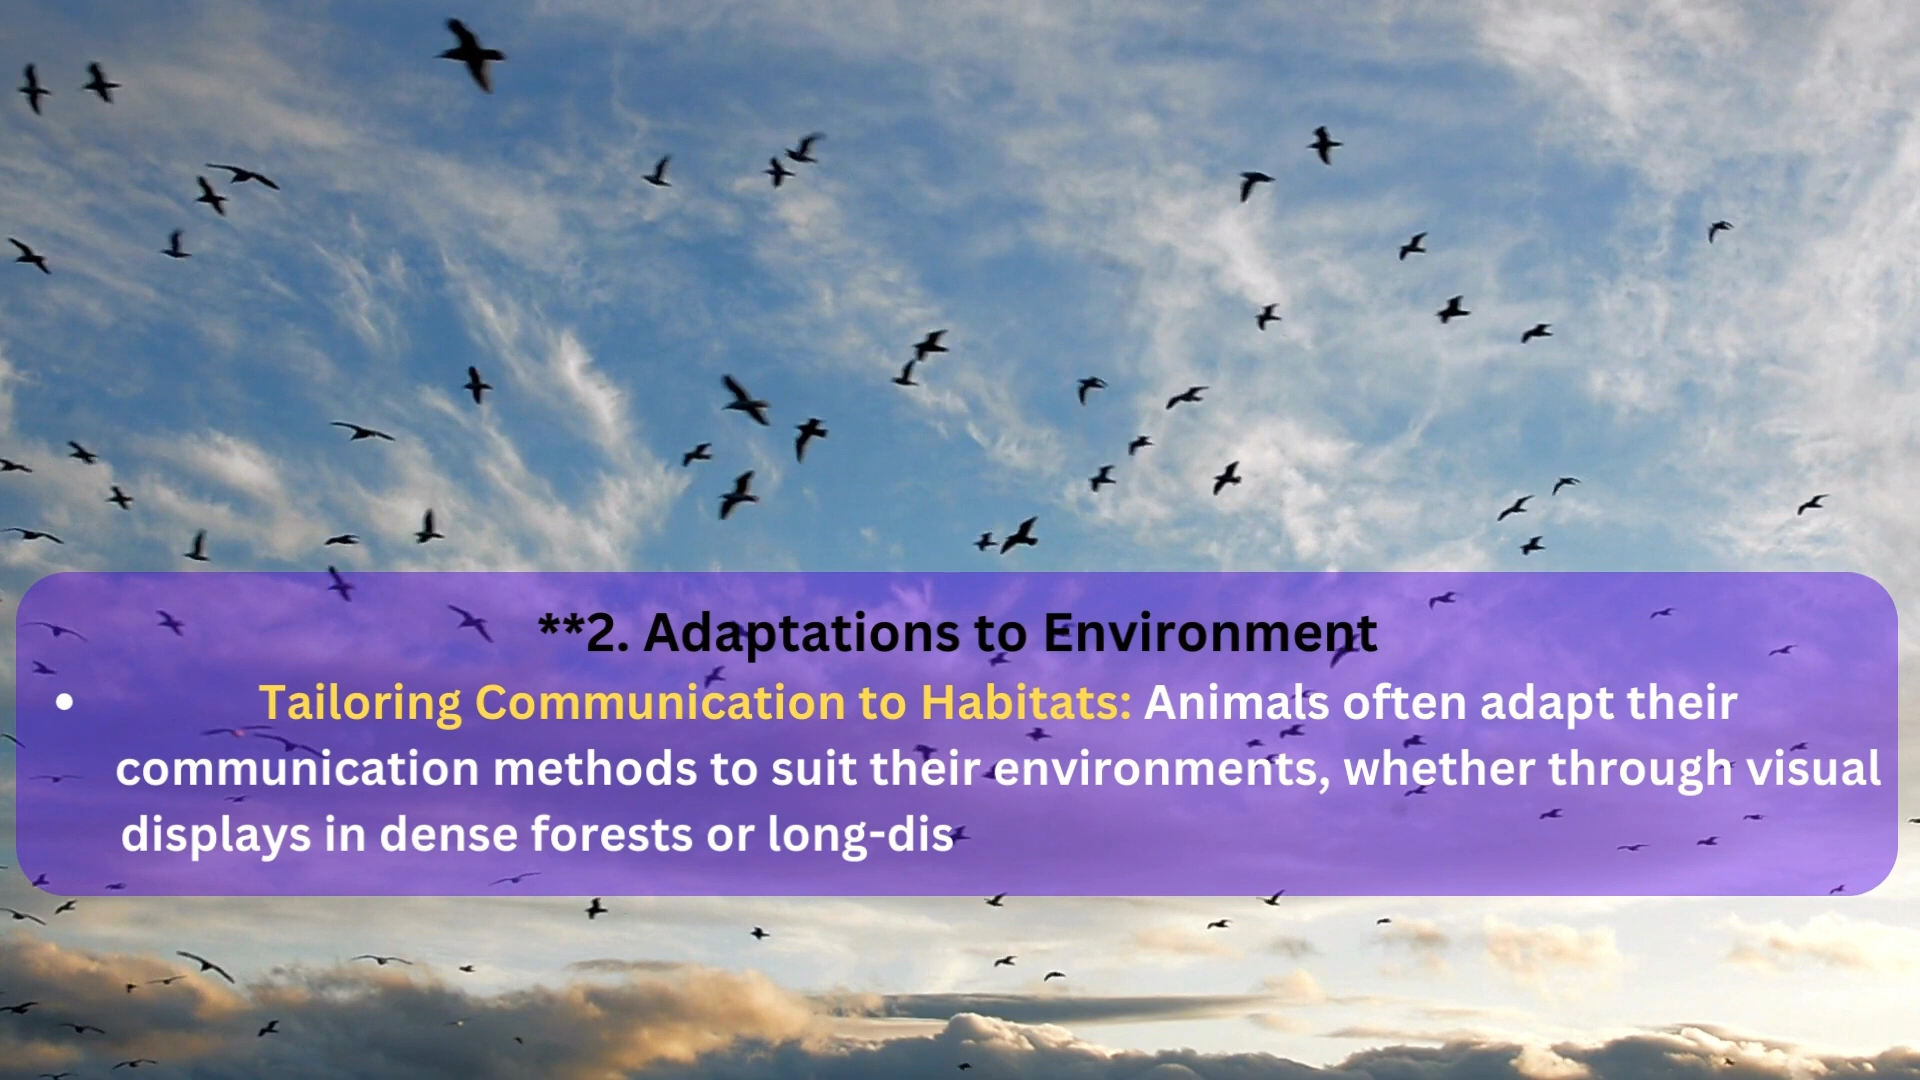 **2. Adaptations to Environment
• Tailoring Communication to Habitats: Animals often adapt their
communication methods to suit their environments, whether through visual
displays in dense forests or long-dis